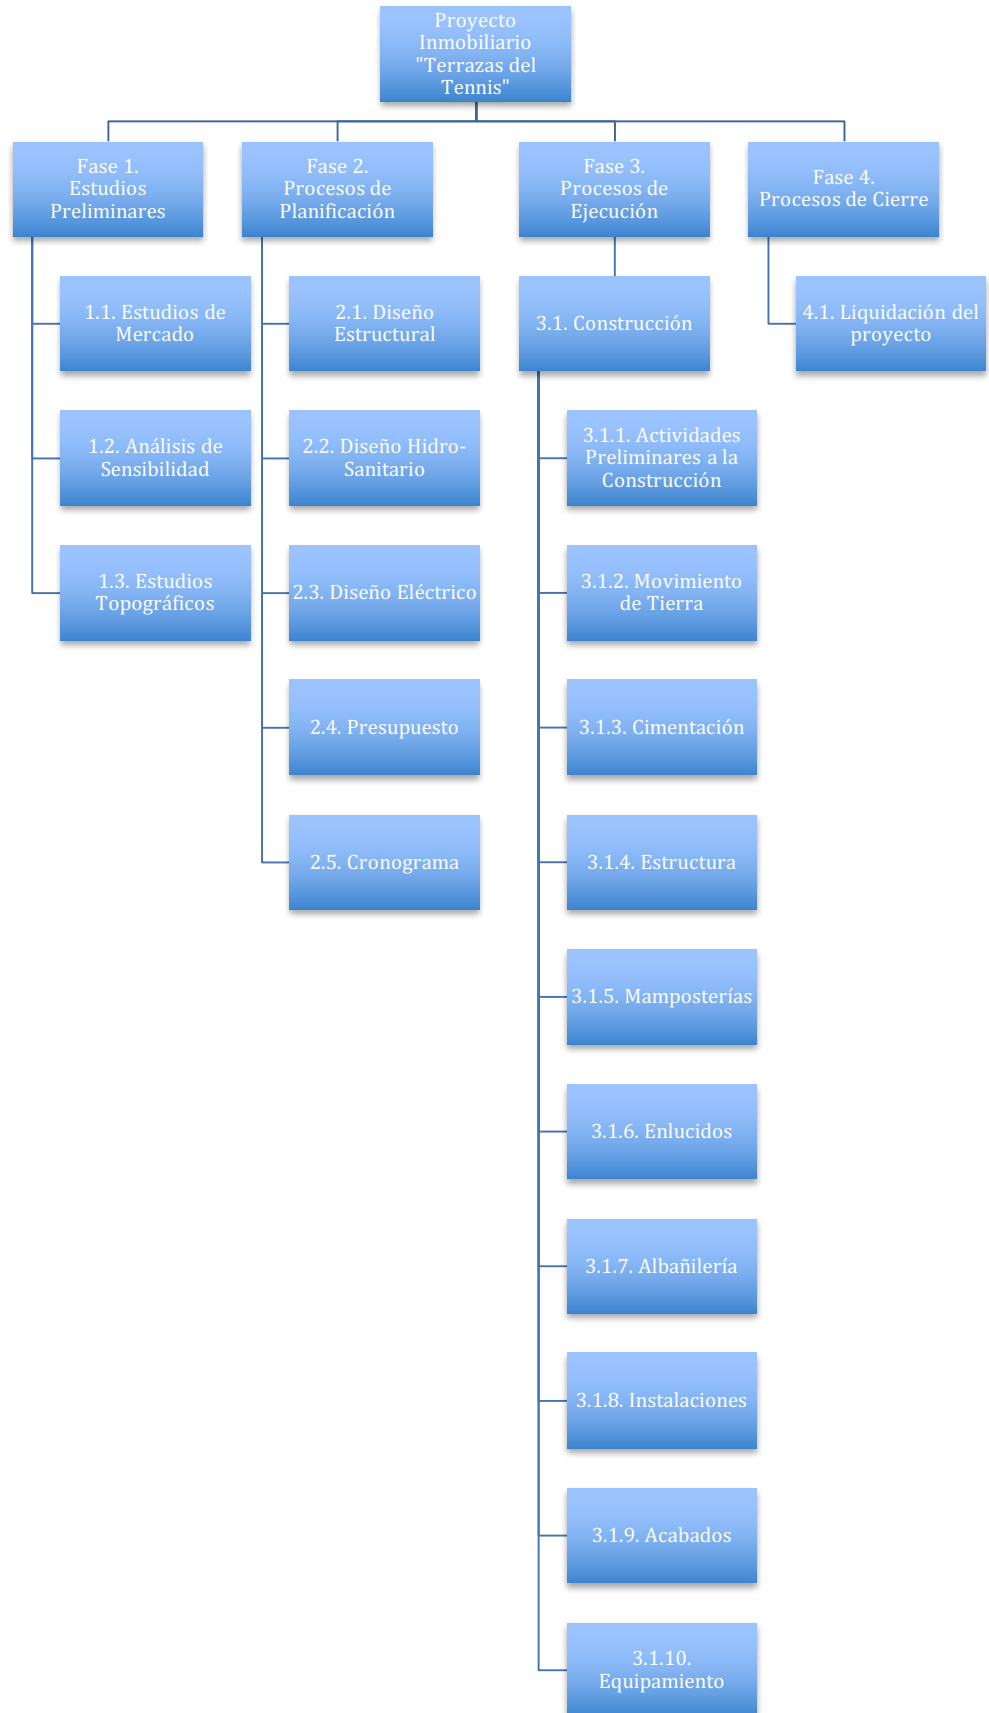 Proyecto
Inmobiliario
"Terrazas del
Tennis"
Fase 1.
Estudios
Preliminares
1.1. Estudios de
Mercado
1.2. Análisis de
Sensibilidad
1.3. Estudios
Topográficos
Fase 2.
Procesos de
Planificación
2.1. Diseño
Estructural
2.2. Diseño Hidro-
Sanitario
2.3. Diseño Eléctrico
2.4. Presupuesto
2.5. Cronograma
Fase 3.
Procesos de
Ejecución
3.1. Construcción
3.1.1. Actividades
Preliminares a la
Construcción
3.1.2. Movimiento
de Tierra
3.1.3. Cimentación
3.1.4. Estructura
3.1.5. Mamposterías
3.1.6. Enlucidos
3.1.7. Albañilería
3.1.8. Instalaciones
3.1.9. Acabados
3.1.10.
Equipamiento
Fase 4.
Procesos de Cierre
4.1. Liquidación del
proyecto